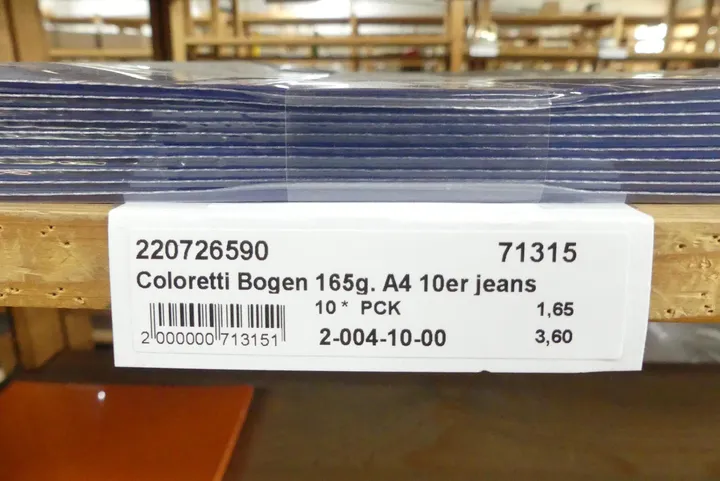 220726590 71315
Coloretti Bogen 165g. A4 10er jeans
10 * PCK 1,65
2 000000 713151 2-004-10-00 3,60